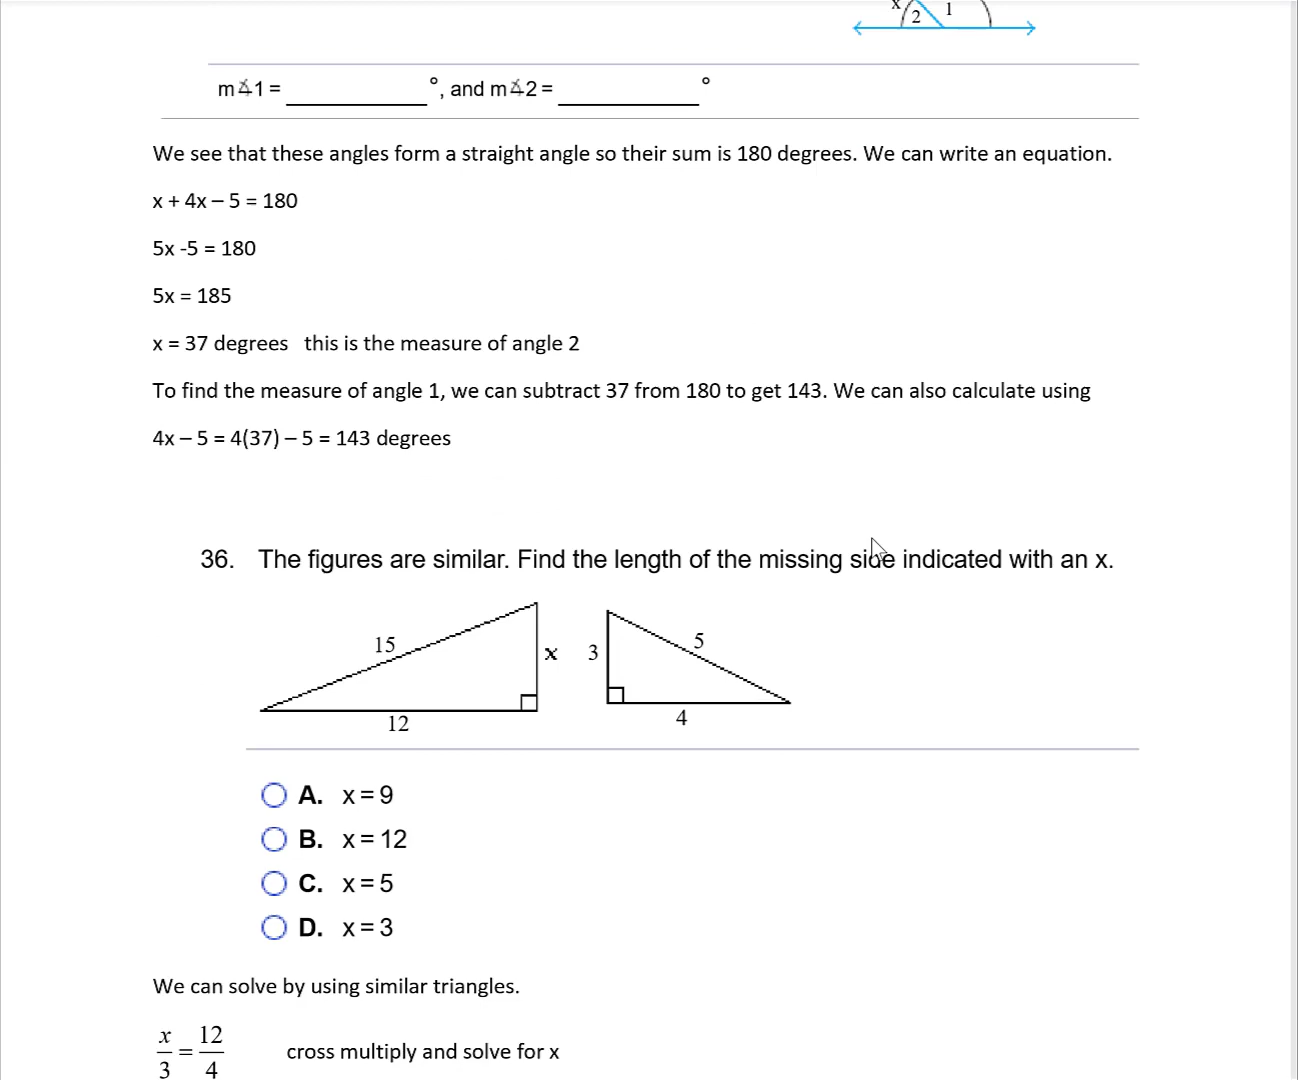 x 2 1
m∡1 = ____________°, and m∡2 = ____________°
We see that these angles form a straight angle so their sum is 180 degrees. We can write an equation.
x + 4x – 5 = 180
5x -5 = 180
5x = 185
x = 37 degrees this is the measure of angle 2
To find the measure of angle 1, we can subtract 37 from 180 to get 143. We can also calculate using
4x – 5 = 4(37) – 5 = 143 degrees
36. The figures are similar. Find the length of the missing side indicated with an x.
15 x 3 5
12 4
A. x = 9
B. x = 12
C. x = 5
D. x = 3
We can solve by using similar triangles.
x/3 = 12/4 cross multiply and solve for x